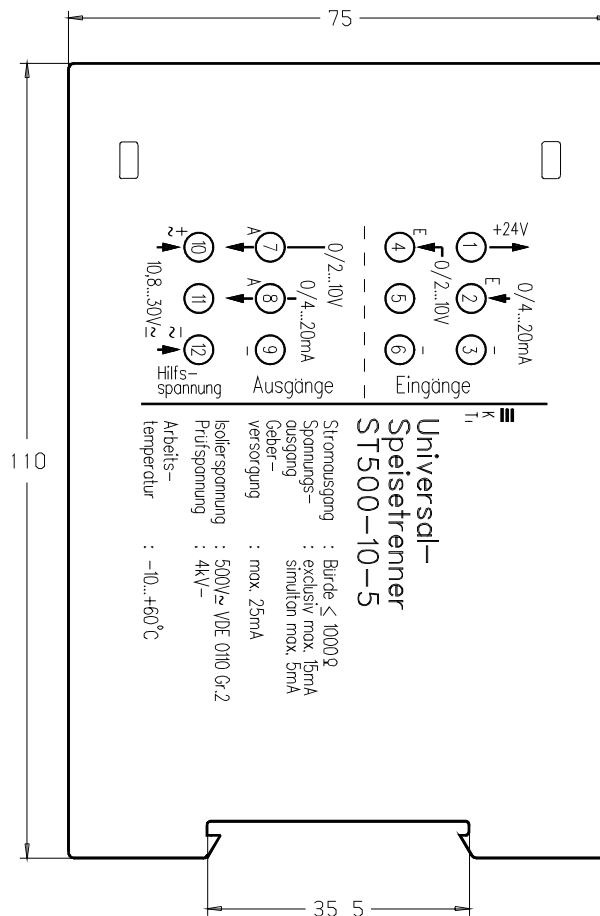 75
110
35 5
+24V
1
E
4
7
A
10
~+
0/2...10V
2
E
0/4...20mA
5
0/2...10V
8
A
0/4...20mA
11
10,8...30V≂
3
-
6
-
9
-
12
Eingänge
Ausgänge
Hilfs-
spannung
K
Universal-
Speisetrenner
ST500-10-5
Stromausgang : Bürde ≤ 1000Ω
Spannungs- : exclusiv max. 15mA
ausgang simultan max. 5mA
Geber-
versorgung : max. 25mA
Isolierspannung : 500V≂ VDE 0110 Gr.2
Prüfspannung : 4kV-
Arbeits-
temperatur : -10...+60°C